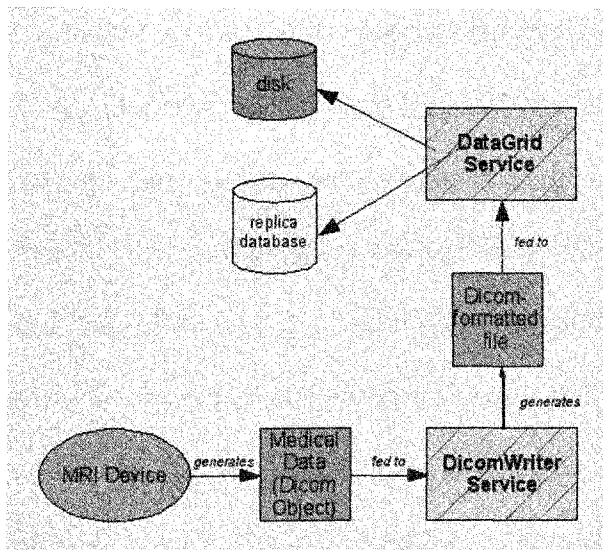 disk
DataGrid
Service
replica
database
fed to
Dicom-
formatted
file
generates
MRI Device
generates
Medical
Data
(Dicom
Object)
fed to
DicomWriter
Service